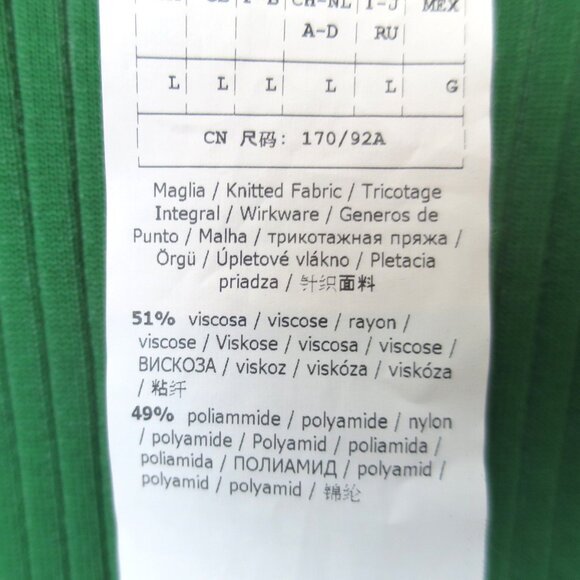 CH-NL I-J MEX
A-D RU
L L L L L G
CN 尺码: 170/92A
Maglia / Knitted Fabric / Tricotage
Integral / Wirkware / Generos de
Punto / Malha / трикотажная пряжа /
Örgü / Úpletové vlákno / Pletacia
priadza / 针织面料
51% viscosa / viscose / rayon /
viscose / Viskose / viscosa / viscose /
ВИСКОЗА / viskoz / viskóza / viskóza
/ 粘纤
49% poliammide / polyamide / nylon
/ polyamide / Polyamid / poliamida /
poliamida / ПОЛИАМИД / polyamid /
polyamid / polyamid / 锦纶